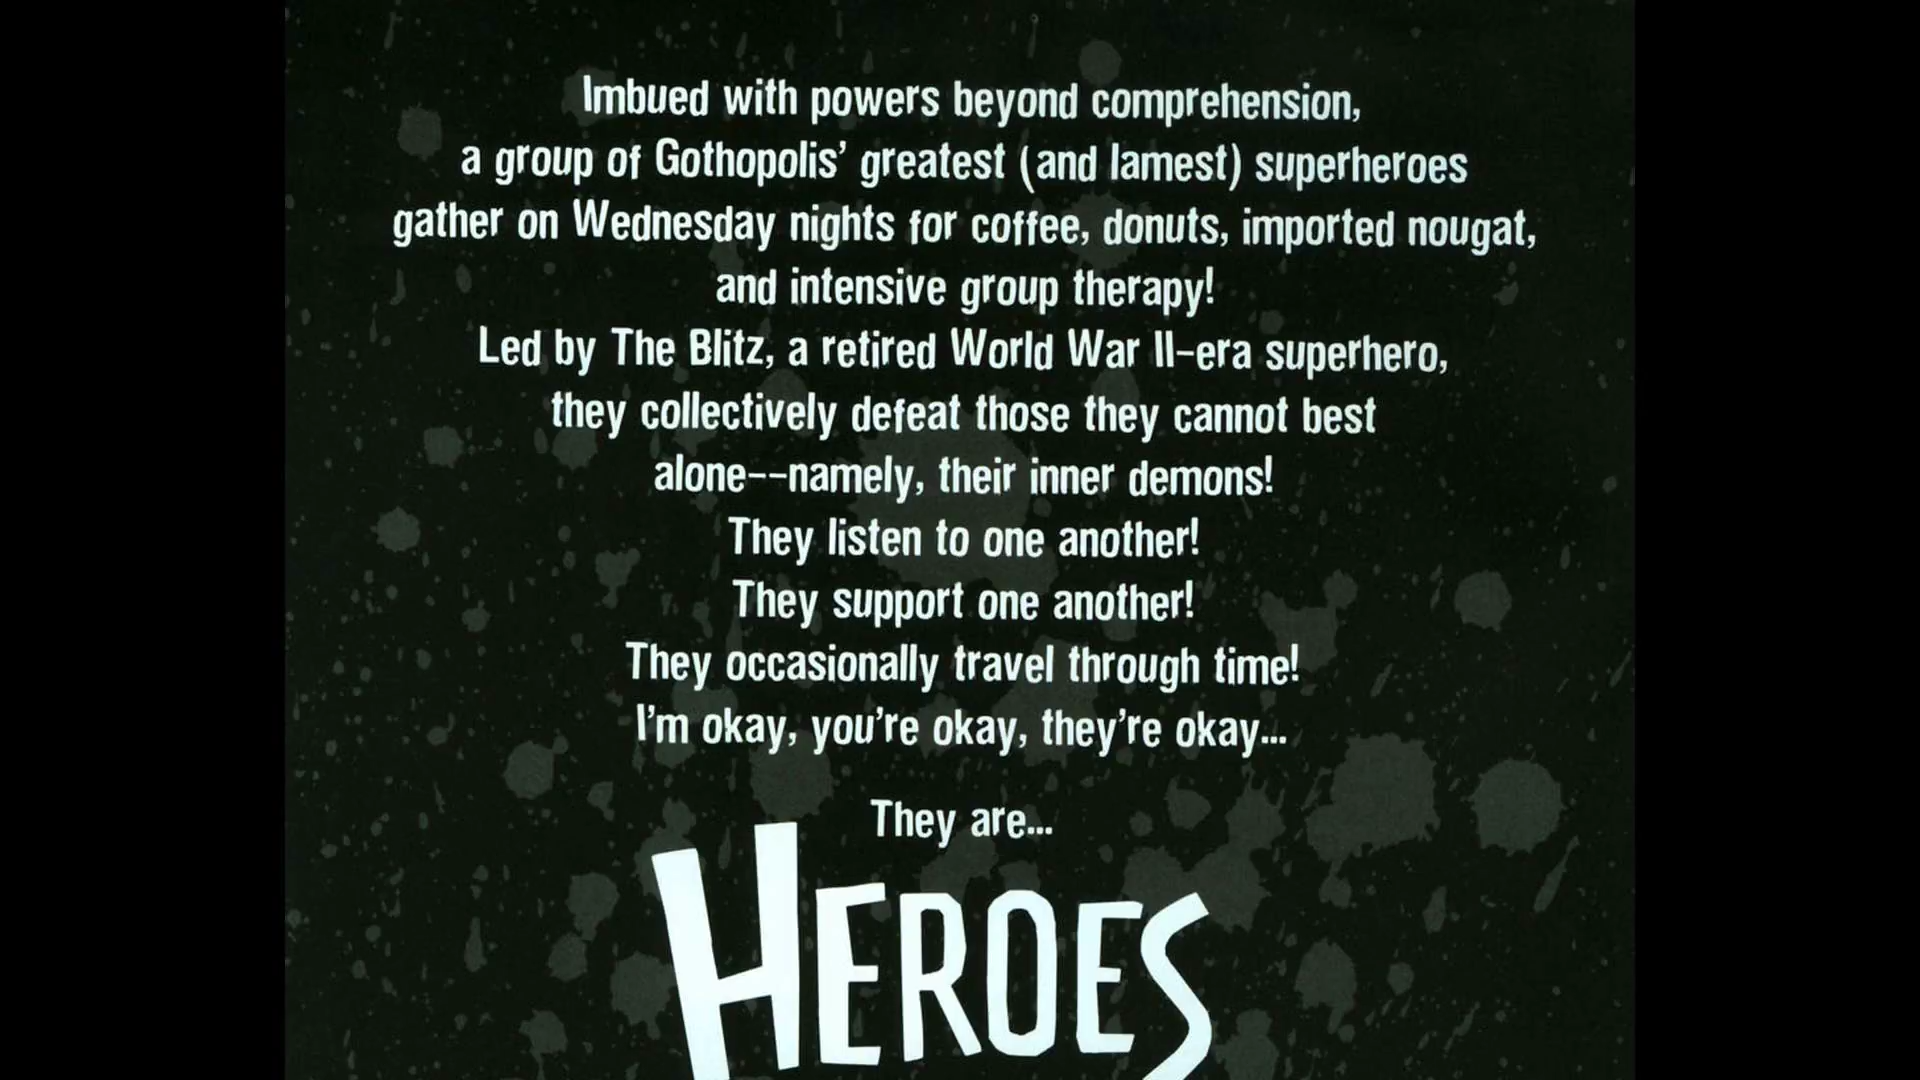 Imbued with powers beyond comprehension,
a group of Gothopolis' greatest (and lamest) superheroes
gather on Wednesday nights for coffee, donuts, imported nougat,
and intensive group therapy!
Led by The Blitz, a retired World War II-era superhero,
they collectively defeat those they cannot best
alone--namely, their inner demons!
They listen to one another!
They support one another!
They occasionally travel through time!
I'm okay, you're okay, they're okay...
They are...
HEROES